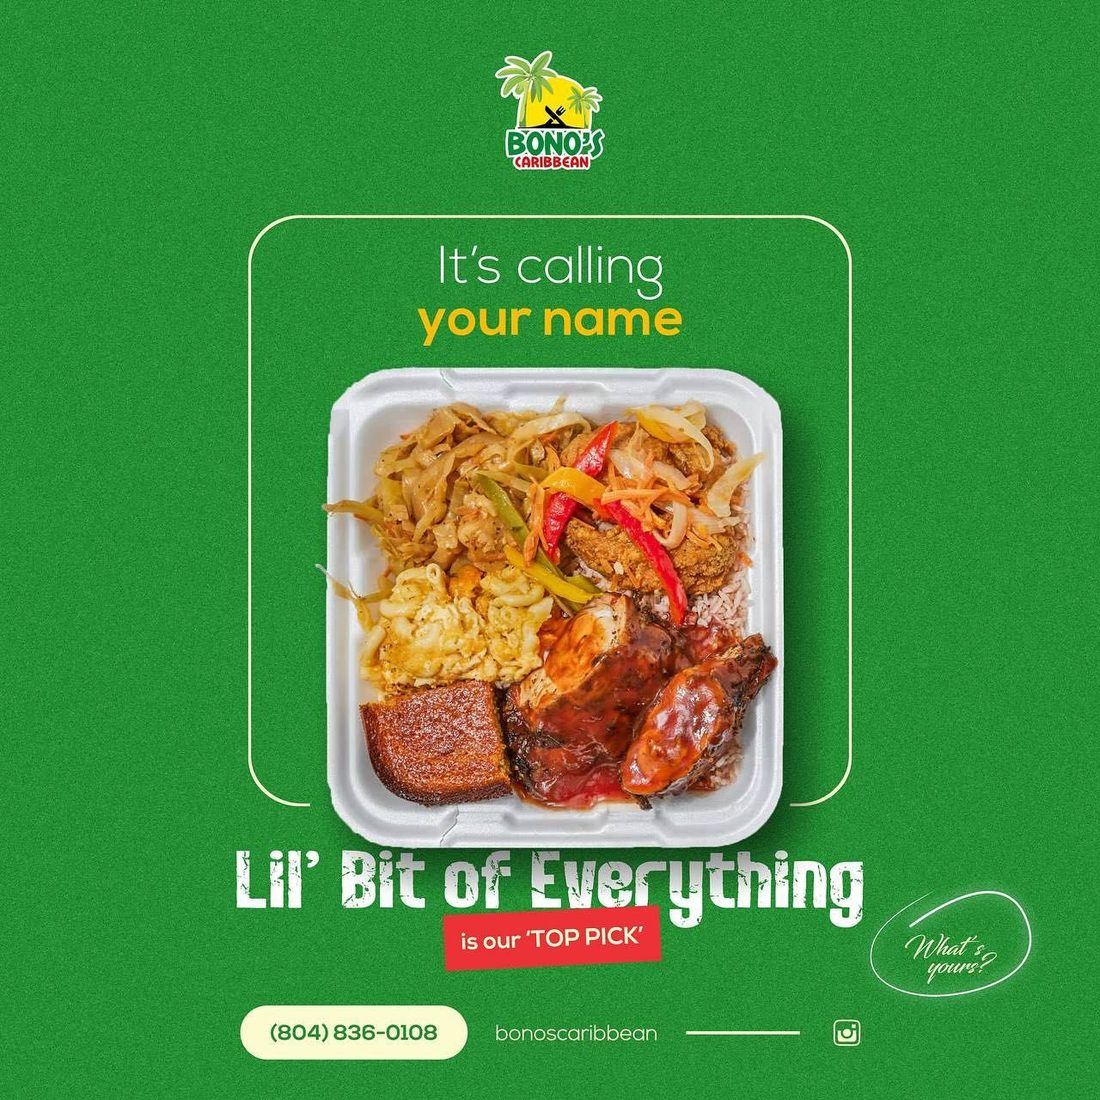 BONO'S
CARIBBEAN
It's calling
your name
Lil' Bit of Everything
is our 'TOP PICK'
What's
yours?
(804) 836-0108
bonoscaribbean